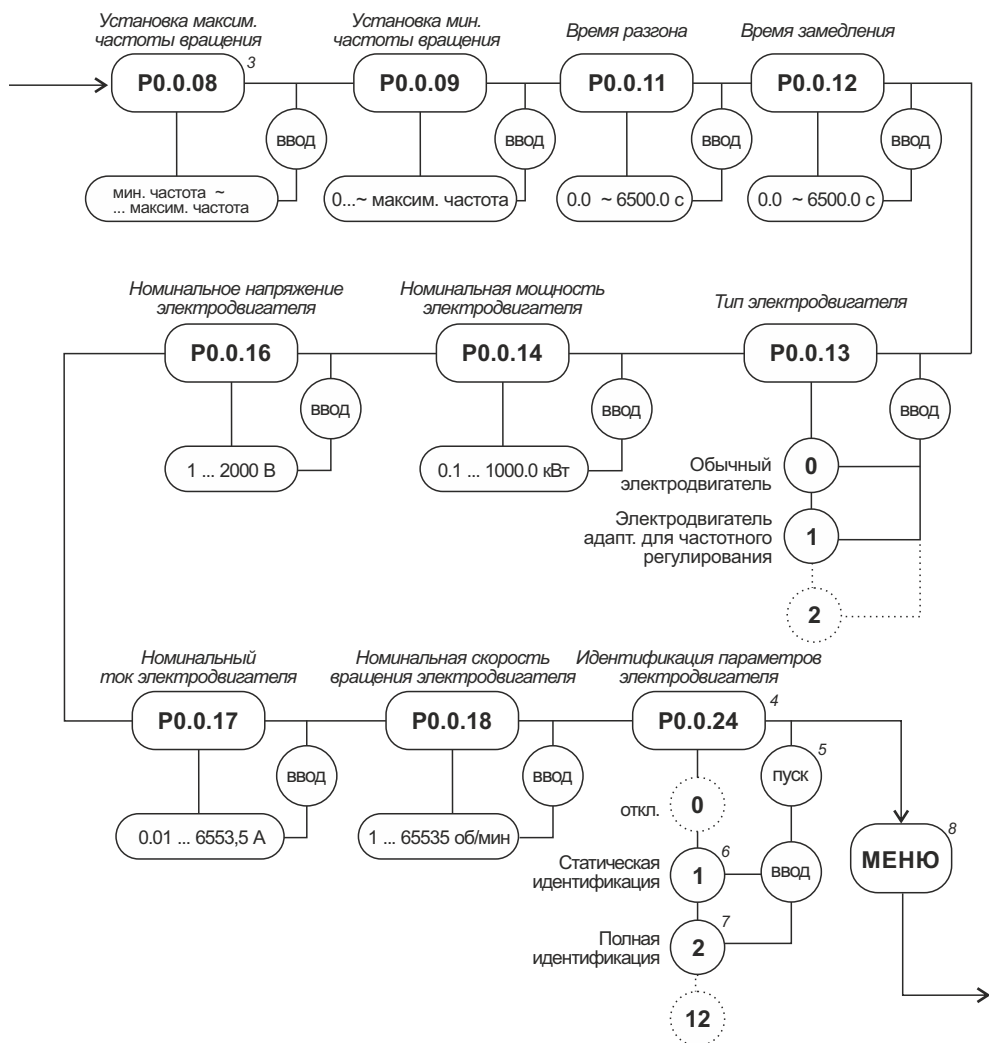 Установка максим.
частоты вращения
P0.0.08
3
ввод
мин. частота ~
... максим. частота
Установка мин.
частоты вращения
P0.0.09
ввод
0...~ максим. частота
Время разгона
P0.0.11
ввод
0.0 ~ 6500.0 с
Время замедления
P0.0.12
ввод
0.0 ~ 6500.0 с
Номинальное напряжение
электродвигателя
P0.0.16
ввод
1 ... 2000 В
Номинальная мощность
электродвигателя
P0.0.14
ввод
0.1 ... 1000.0 кВт
Тип электродвигателя
P0.0.13
ввод
Обычный
электродвигатель
0
Электродвигатель
адапт. для частотного
регулирования
1
2
Номинальный
ток электродвигателя
P0.0.17
ввод
0.01 ... 6553,5 А
Номинальная скорость
вращения электродвигателя
P0.0.18
ввод
1 ... 65535 об/мин
Идентификация параметров
электродвигателя
P0.0.24
4
5
пуск
откл.
0
Статическая
идентификация
1
6
ввод
Полная
идентификация
2
7
12
МЕНЮ
8